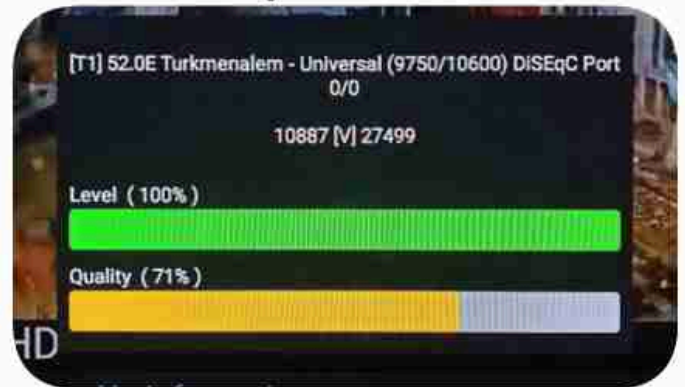 [T1] 52.0E Turkmenalem - Universal (9750/10600) DiSEqC Port
0/0
10887 [V] 27499
Level ( 100% )
Quality ( 71% )
HD